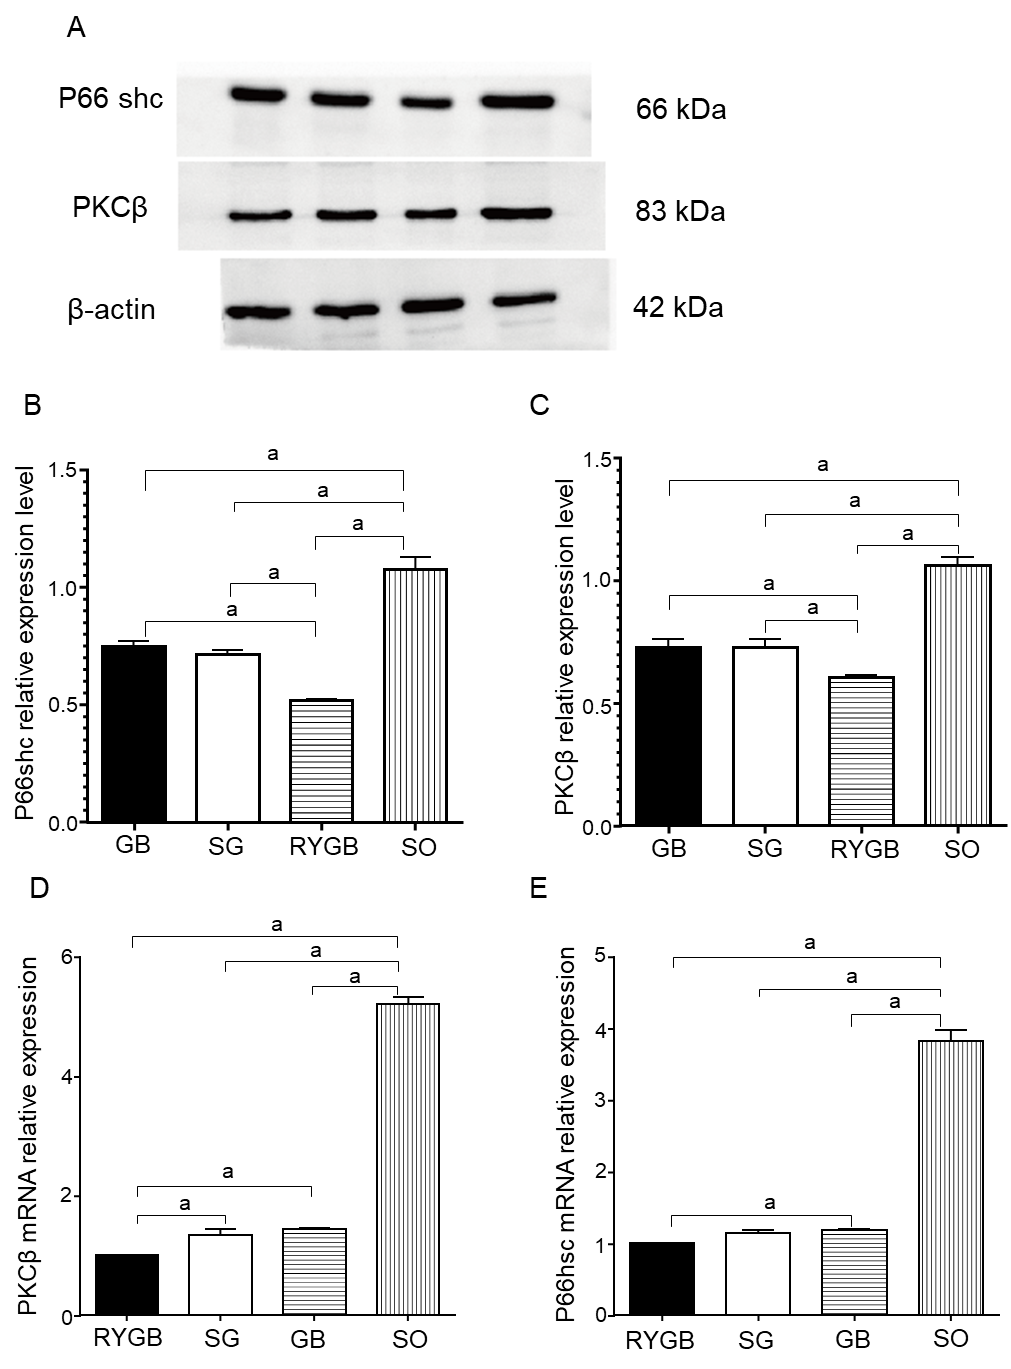 A
P66 shc
66 kDa
PKCβ
83 kDa
β-actin
42 kDa
B
P66shc relative expression level
1.5
1.0
0.5
0.0
a
a
a
a
a
GB SG RYGB SO
C
PKCβ relative expression level
1.5
1.0
0.5
0.0
a
a
a
a
a
GB SG RYGB SO
D
PKCβ mRNA relative expression
6
4
2
0
a
a
a
a
a
RYGB SG GB SO
E
P66hsc mRNA relative expression
5
4
3
2
1
0
a
a
a
a
RYGB SG GB SO